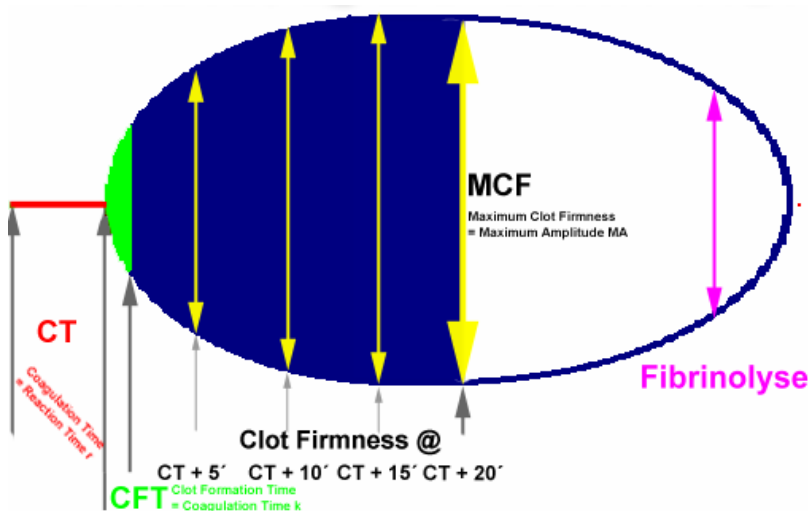 MCF
Maximum Clot Firmness
= Maximum Amplitude MA
CT
Coagulation Time
= Reaction Time r
Fibrinolyse
Clot Firmness @
CT + 5´ CT + 10´ CT + 15´ CT + 20´
CFT Clot Formation Time
= Coagulation Time k